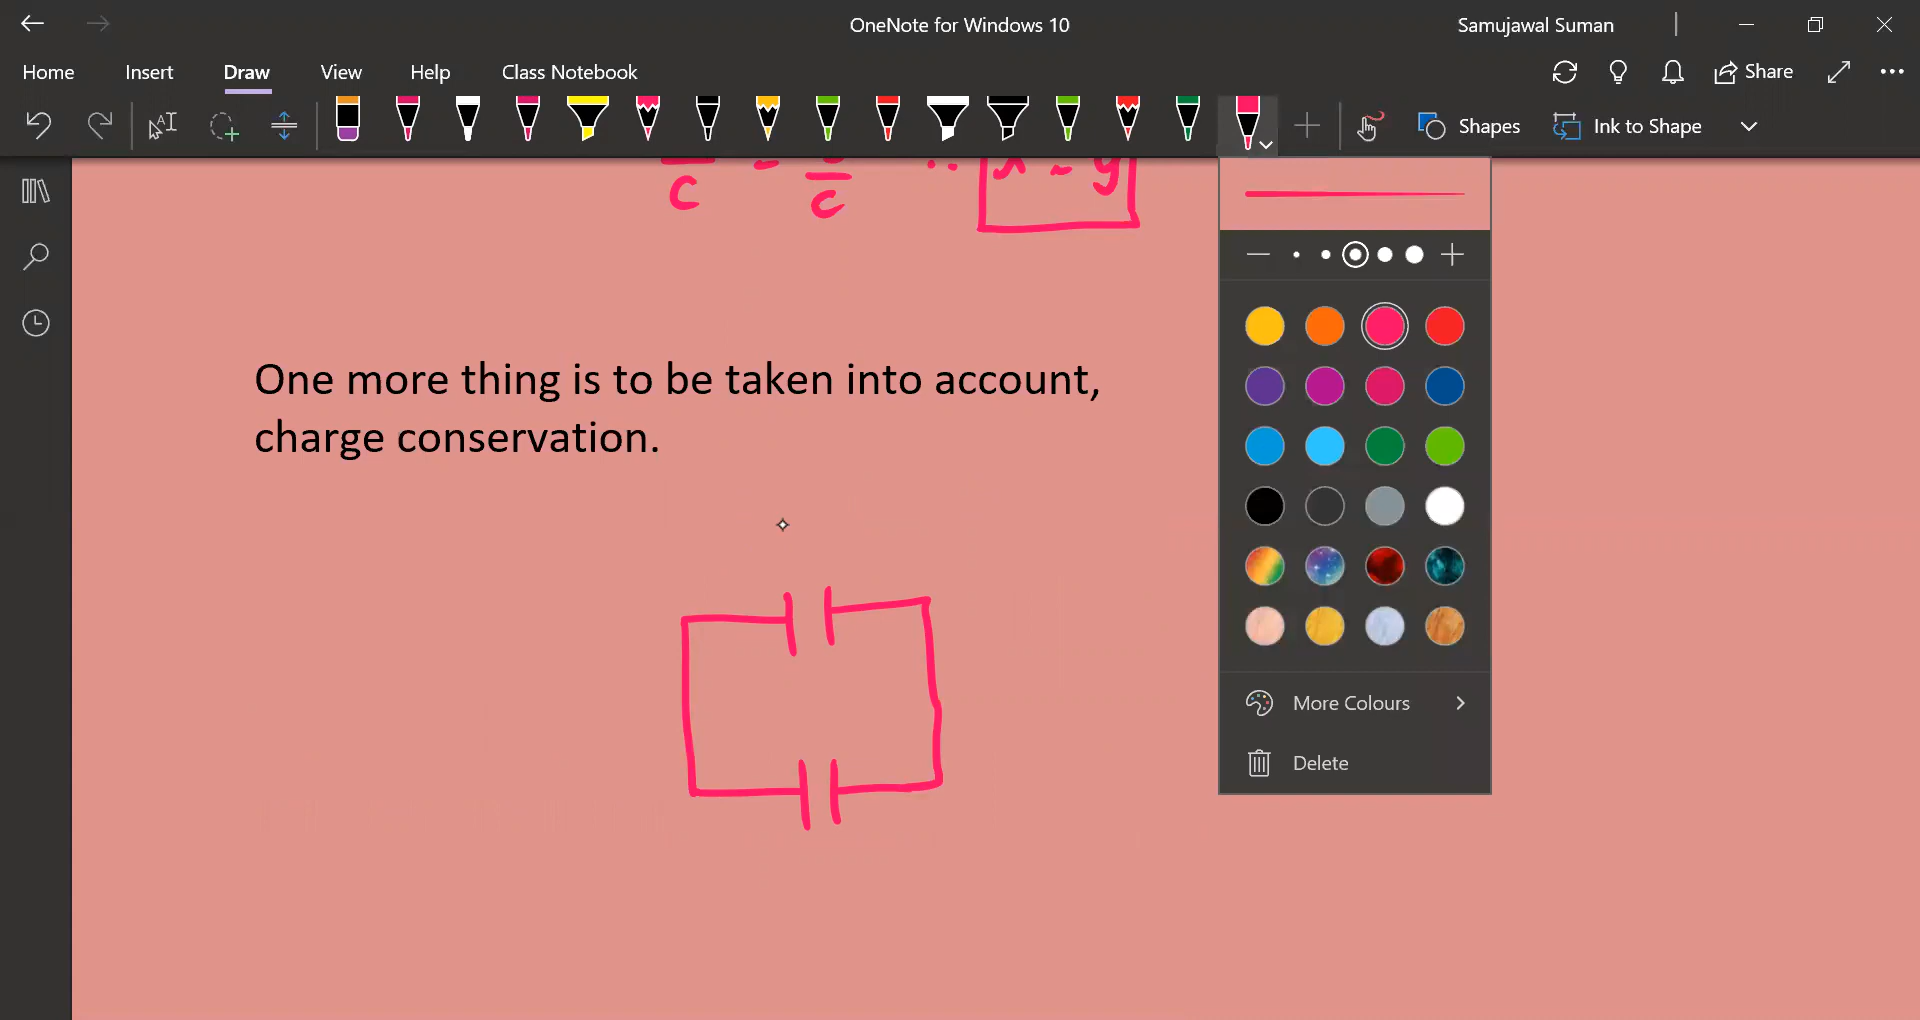 OneNote for Windows 10
Samujawal Suman
Home Insert Draw View Help Class Notebook
Share
Shapes Ink to Shape
C = C ∴ x = y
One more thing is to be taken into account,
charge conservation.
More Colours
Delete